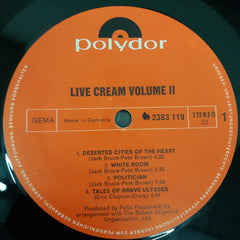 polydor
LIVE CREAM VOLUME II
GEMA
Made in Germany
2383 119
STEREO
33
1
1. DESERTED CITIES OF THE HEART
(Jack Bruce-Pete Brown) 4:32
2. WHITE ROOM
(Jack Bruce-Pete Brown) 5:39
3. POLITICIAN
(Jack Bruce-Pete Brown) 5:05
4. TALES OF BRAVE ULYSSES
(Eric Clapton-Sharp) 4:44
Produced by Felix Pappalardi by
arrangement with The Robert Stigwood
Organization, Ltd.